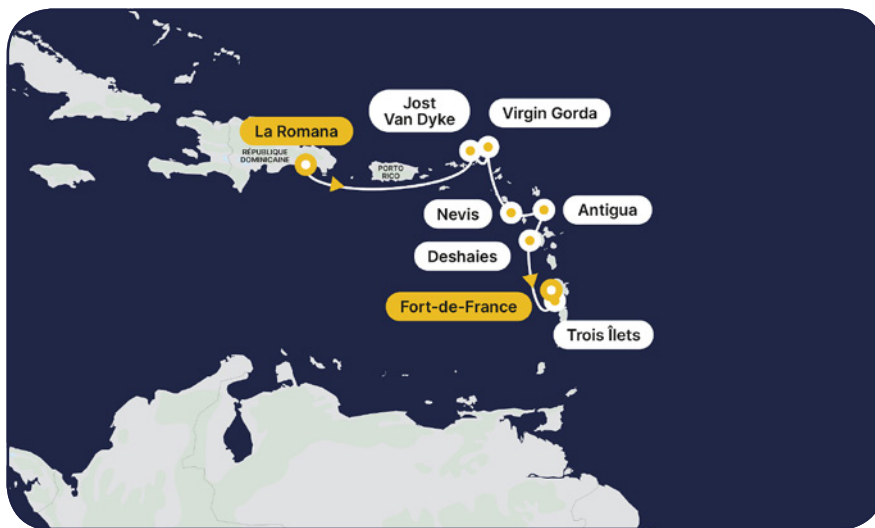 Jost
Van Dyke
Virgin Gorda
La Romana
RÉPUBLIQUE
DOMINICAINE
PORTO
RICO
Nevis
Antigua
Deshaies
Fort-de-France
Trois Îlets